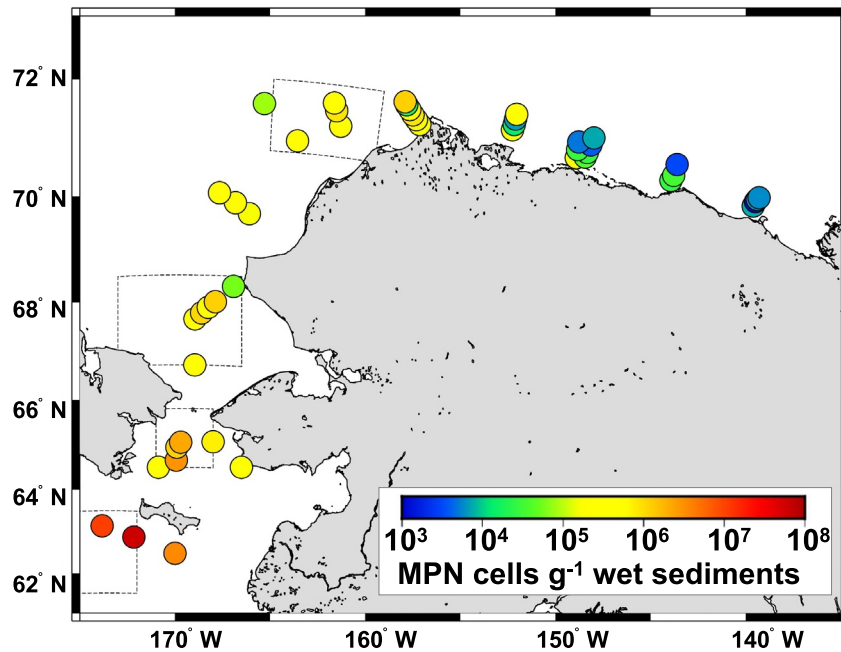 72° N
70° N
68° N
66° N
64° N
62° N
10³ 10⁴ 10⁵ 10⁶ 10⁷ 10⁸
MPN cells g⁻¹ wet sediments
170° W 160° W 150° W 140° W